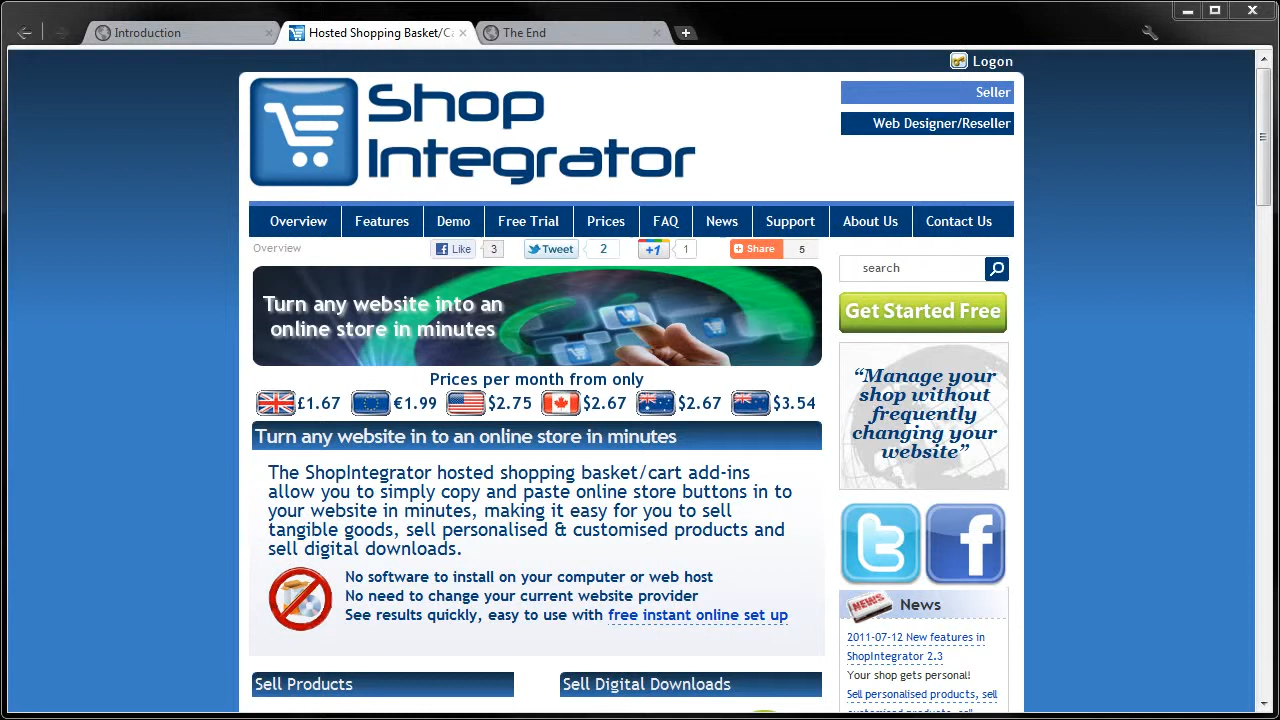 Introduction
Hosted Shopping Basket/Ca
The End
Logon
Shop
Integrator
Seller
Web Designer/Reseller
Overview Features Demo Free Trial Prices FAQ News Support About Us Contact Us
Overview
Like 3
Tweet 2
+1 1
Share 5
search
Turn any website into an
online store in minutes
Get Started Free
Prices per month from only
£1.67 €1.99 $2.75 $2.67 $2.67 $3.54
“Manage your
shop without
frequently
changing your
website”
Turn any website in to an online store in minutes
The ShopIntegrator hosted shopping basket/cart add-ins
allow you to simply copy and paste online store buttons in to
your website in minutes, making it easy for you to sell
tangible goods, sell personalised & customised products and
sell digital downloads.
No software to install on your computer or web host
No need to change your current website provider
See results quickly, easy to use with free instant online set up
NEWS
News
2011-07-12 New features in
ShopIntegrator 2.3
Your shop gets personal!
Sell personalised products, sell
Sell Products
Sell Digital Downloads